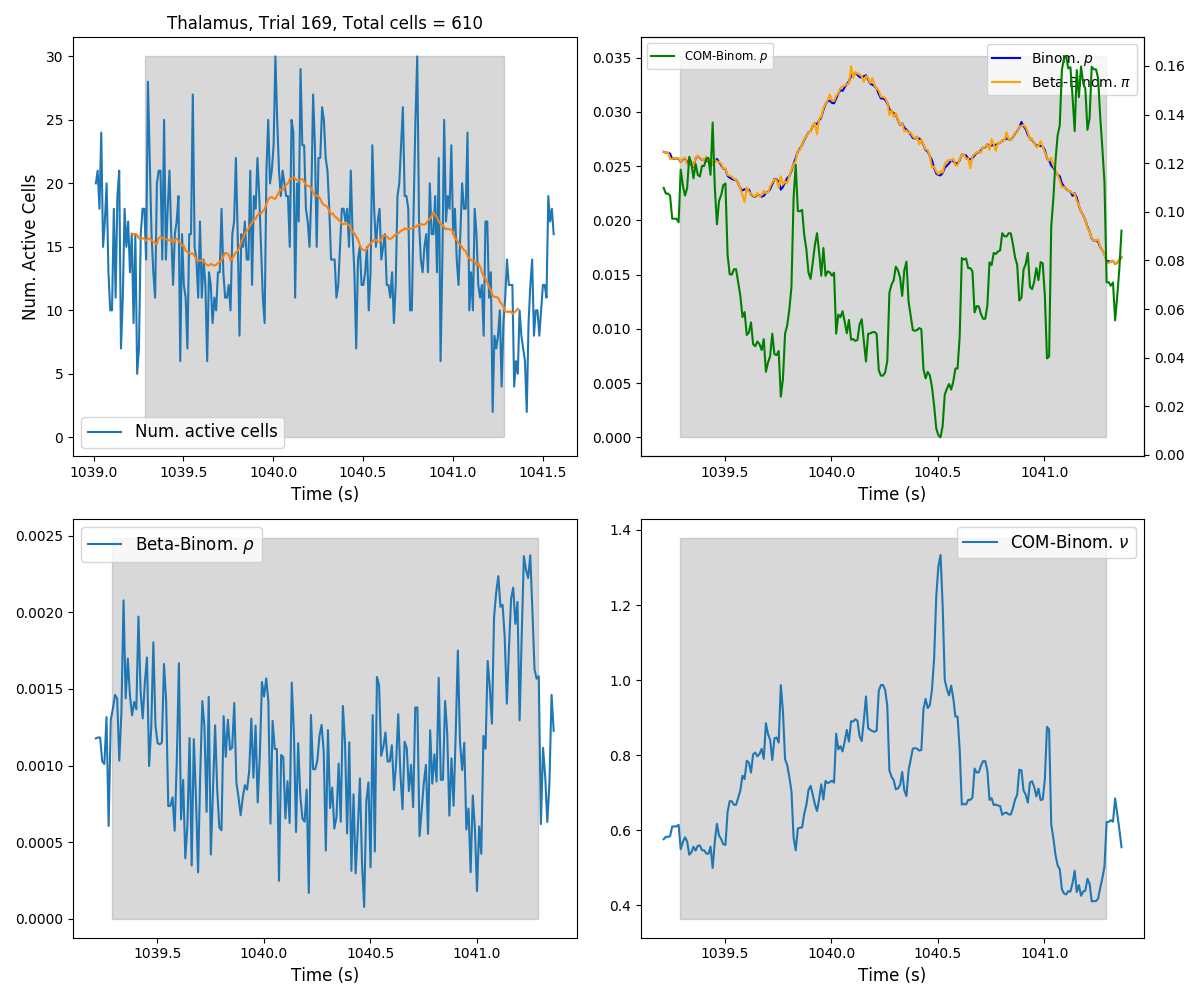 Thalamus, Trial 169, Total cells = 610
Num. Active Cells
30
25
20
15
10
5
0
Num. active cells
1039.0 1039.5 1040.0 1040.5 1041.0 1041.5
Time (s)
COM-Binom. p
Binom. p
Beta-Binom. π
0.035
0.030
0.025
0.020
0.015
0.010
0.005
0.000
0.16
0.14
0.12
0.10
0.08
0.06
0.04
0.02
0.00
1039.5 1040.0 1040.5 1041.0
Time (s)
Beta-Binom. ρ
0.0025
0.0020
0.0015
0.0010
0.0005
0.0000
1039.5 1040.0 1040.5 1041.0
Time (s)
COM-Binom. ν
1.4
1.2
1.0
0.8
0.6
0.4
1039.5 1040.0 1040.5 1041.0
Time (s)